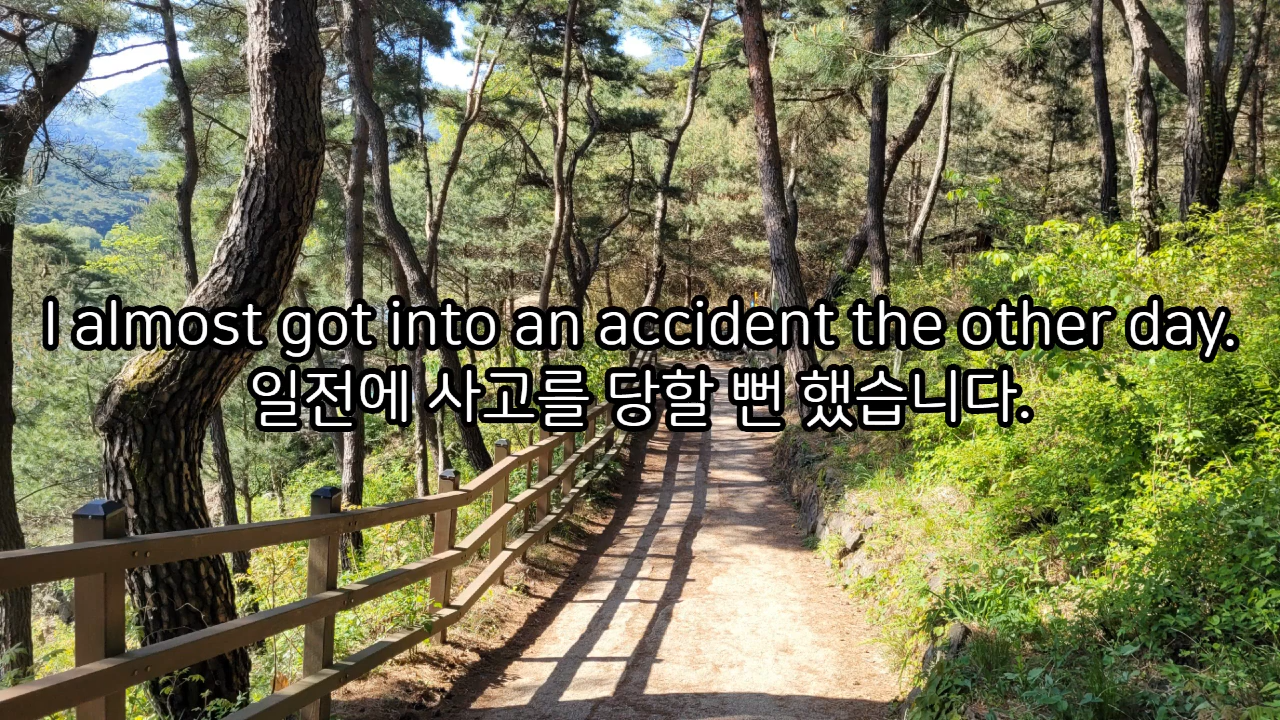 I almost got into an accident the other day.
일전에 사고를 당할 뻔 했습니다.